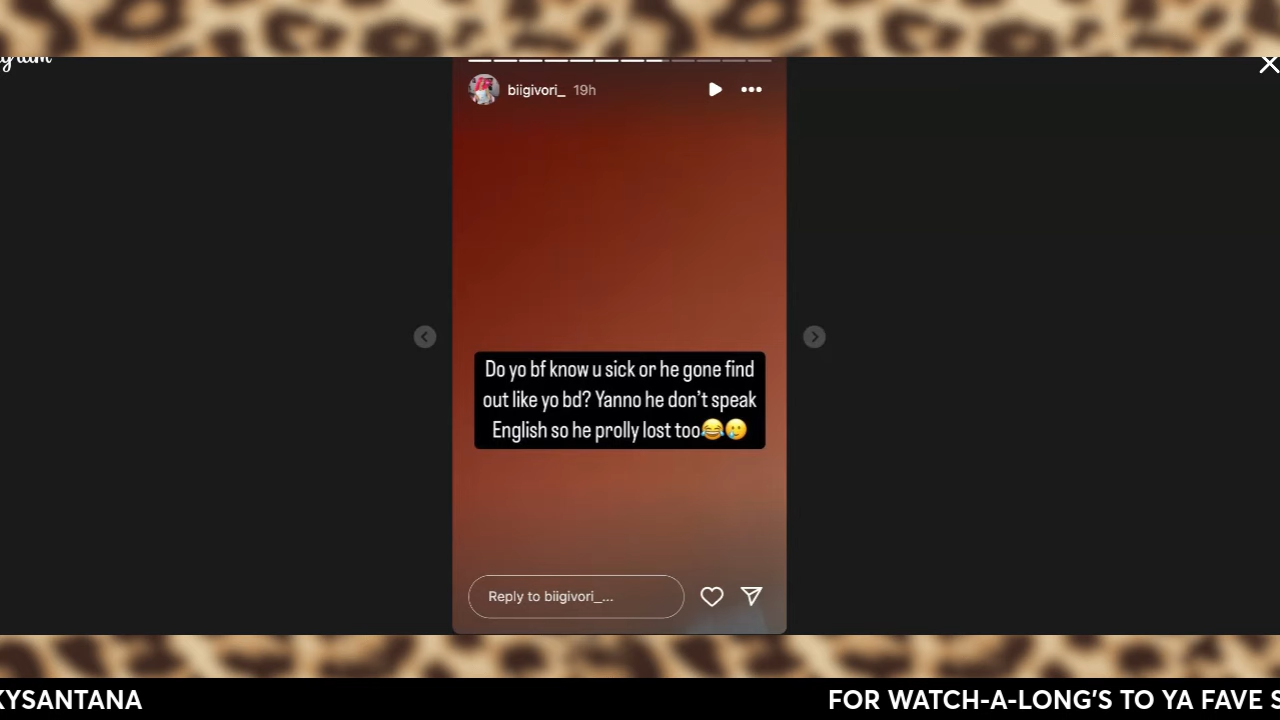 biigivori_ 19h
Do yo bf know u sick or he gone find
out like yo bd? Yanno he don't speak
English so he prolly lost too😂🥲
Reply to biigivori_...
KYSANTANA
FOR WATCH-A-LONG'S TO YA FAVE S